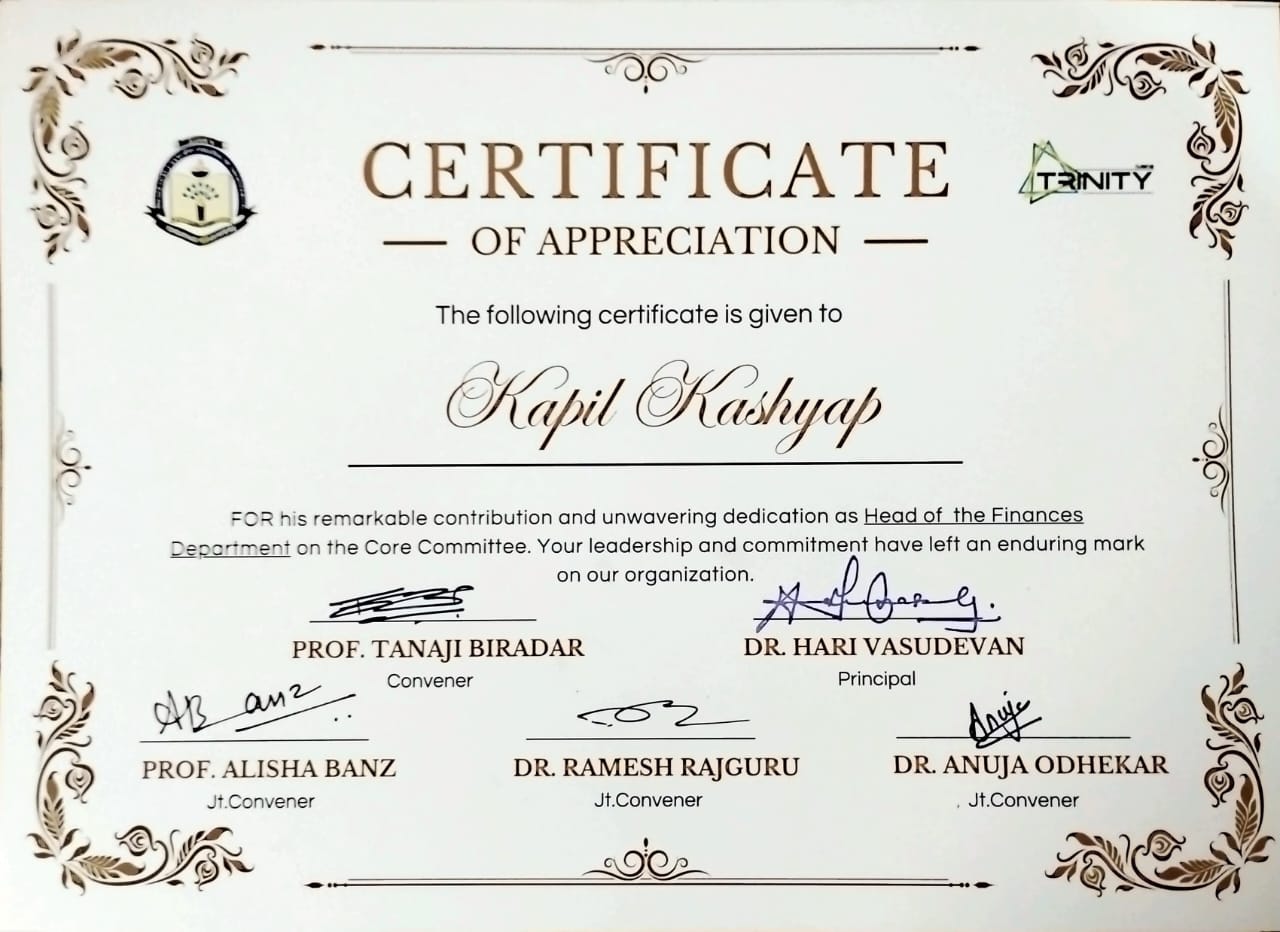 CERTIFICATE
OF APPRECIATION
TRINITY
The following certificate is given to
Kapil Kashyap
FOR his remarkable contribution and unwavering dedication as Head of the Finances
Department on the Core Committee. Your leadership and commitment have left an enduring mark
on our organization.
PROF. TANAJI BIRADAR
Convener
DR. HARI VASUDEVAN
Principal
AB anz
Anuja
PROF. ALISHA BANZ
Jt.Convener
DR. RAMESH RAJGURU
Jt.Convener
DR. ANUJA ODHEKAR
Jt.Convener